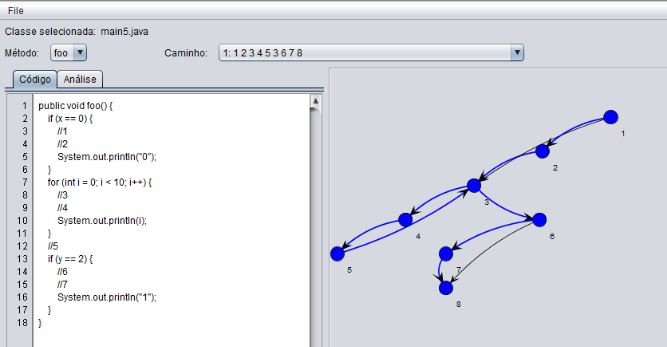 File
Classe selecionada: main5.java
Método: foo Caminho: 1: 1 2 3 4 5 3 6 7 8
Código Análise
1 public void foo() {
2 if (x == 0) {
3 //1
4 //2
5 System.out.println("0");
6 }
7 for (int i = 0; i < 10; i++) {
8 //3
9 //4
10 System.out.println(i);
11 }
12 //5
13 if (y == 2) {
14 //6
15 //7
16 System.out.println("1");
17 }
18 }
1
2
3
4
6
5
7
8